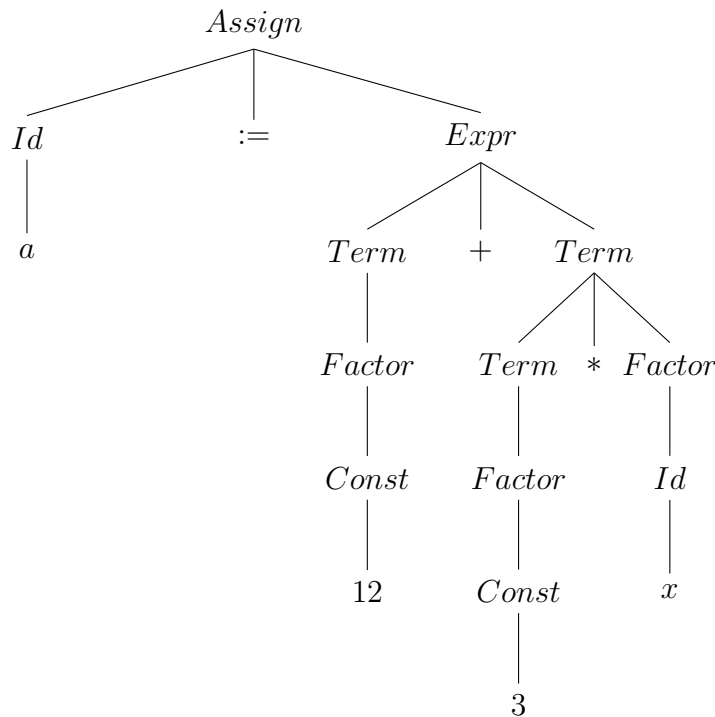 Assign
Id := Expr
a Term + Term
Factor Term * Factor
Const Factor Id
12 Const x
3